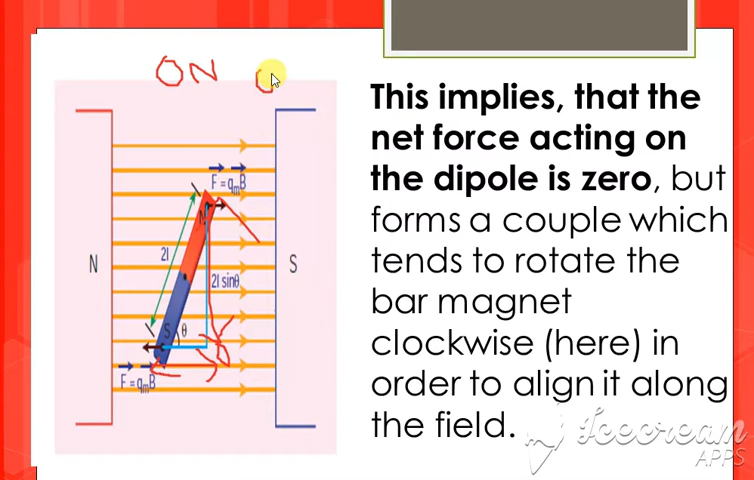 ON
This implies, that the
net force acting on
the dipole is zero, but
forms a couple which
tends to rotate the
bar magnet
clockwise (here) in
order to align it along
the field.
F = qmB
N
2l
N
2l sinθ
S
S
θ
F = qmB
Icecream
APPS